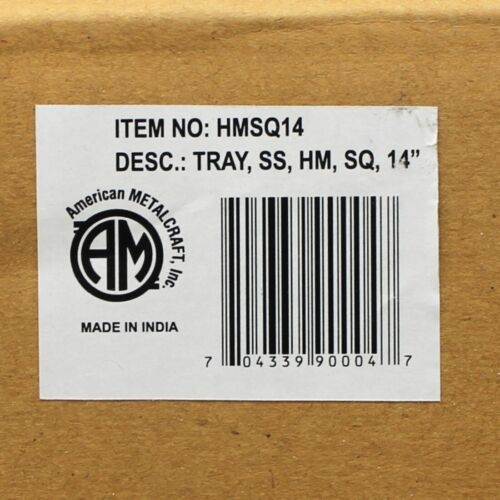 ITEM NO: HMSQ14
DESC.: TRAY, SS, HM, SQ, 14”
American METALCRAFT, Inc.
AM
MADE IN INDIA
7 04339 90004 7